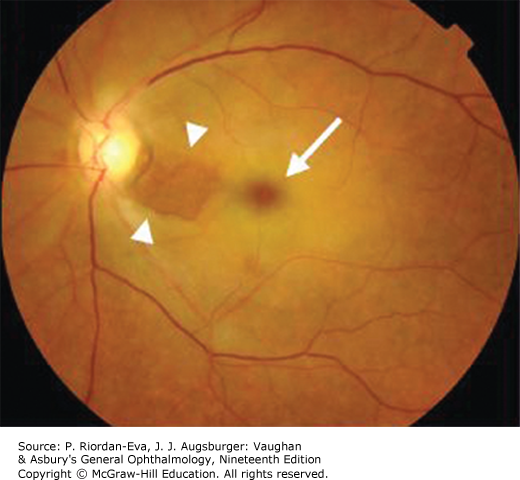 Source: P. Riordan-Eva, J. J. Augsburger: Vaughan
& Asbury's General Ophthalmology, Nineteenth Edition
Copyright © McGraw-Hill Education. All rights reserved.